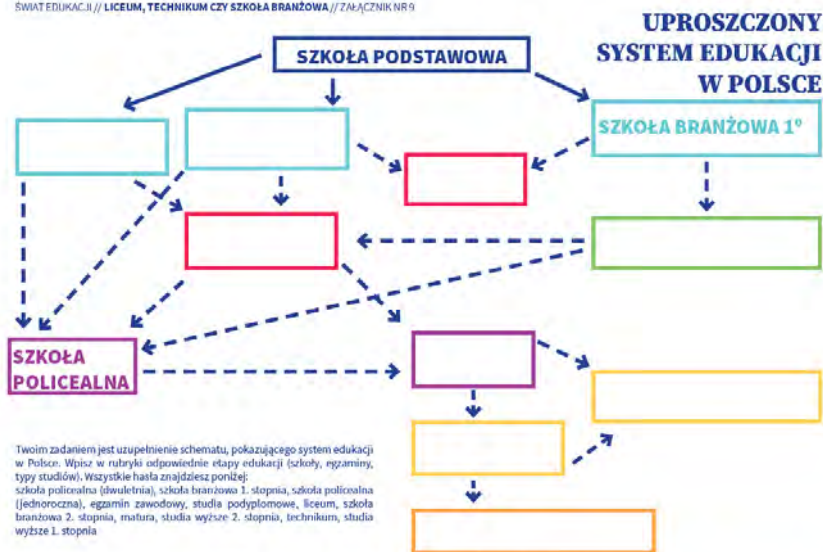 ŚWIAT EDUKACJI // LICEUM, TECHNIKUM CZY SZKOŁA BRANŻOWA // ZAŁĄCZNIK NR 9
UPROSZCZONY
SYSTEM EDUKACJI
W POLSCE
SZKOŁA PODSTAWOWA
SZKOŁA BRANŻOWA 1º
SZKOŁA
POLICEALNA
Twoim zadaniem jest uzupełnienie schematu, pokazującego system edukacji
w Polsce. Wpisz w rubryki odpowiednie etapy edukacji (szkoły, egzaminy,
typy studiów). Wszystkie hasła znajdziesz poniżej:
szkoła policealna (dwuletnia), szkoła branżowa 1. stopnia, szkoła policealna
(jednoroczna), egzamin zawodowy, studia podyplomowe, liceum, szkoła
branżowa 2. stopnia, matura, studia wyższe 2. stopnia, technikum, studia
wyższe 1. stopnia